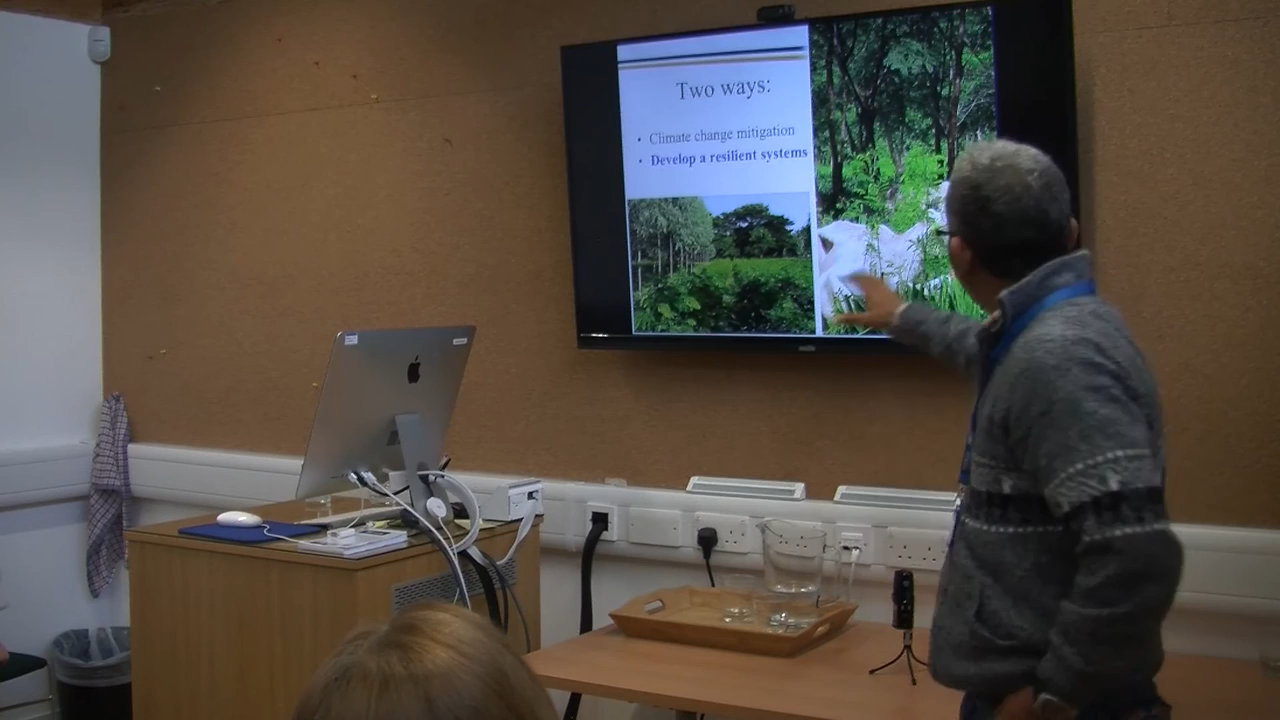 Two ways:
• Climate change mitigation
• Develop a resilient systems